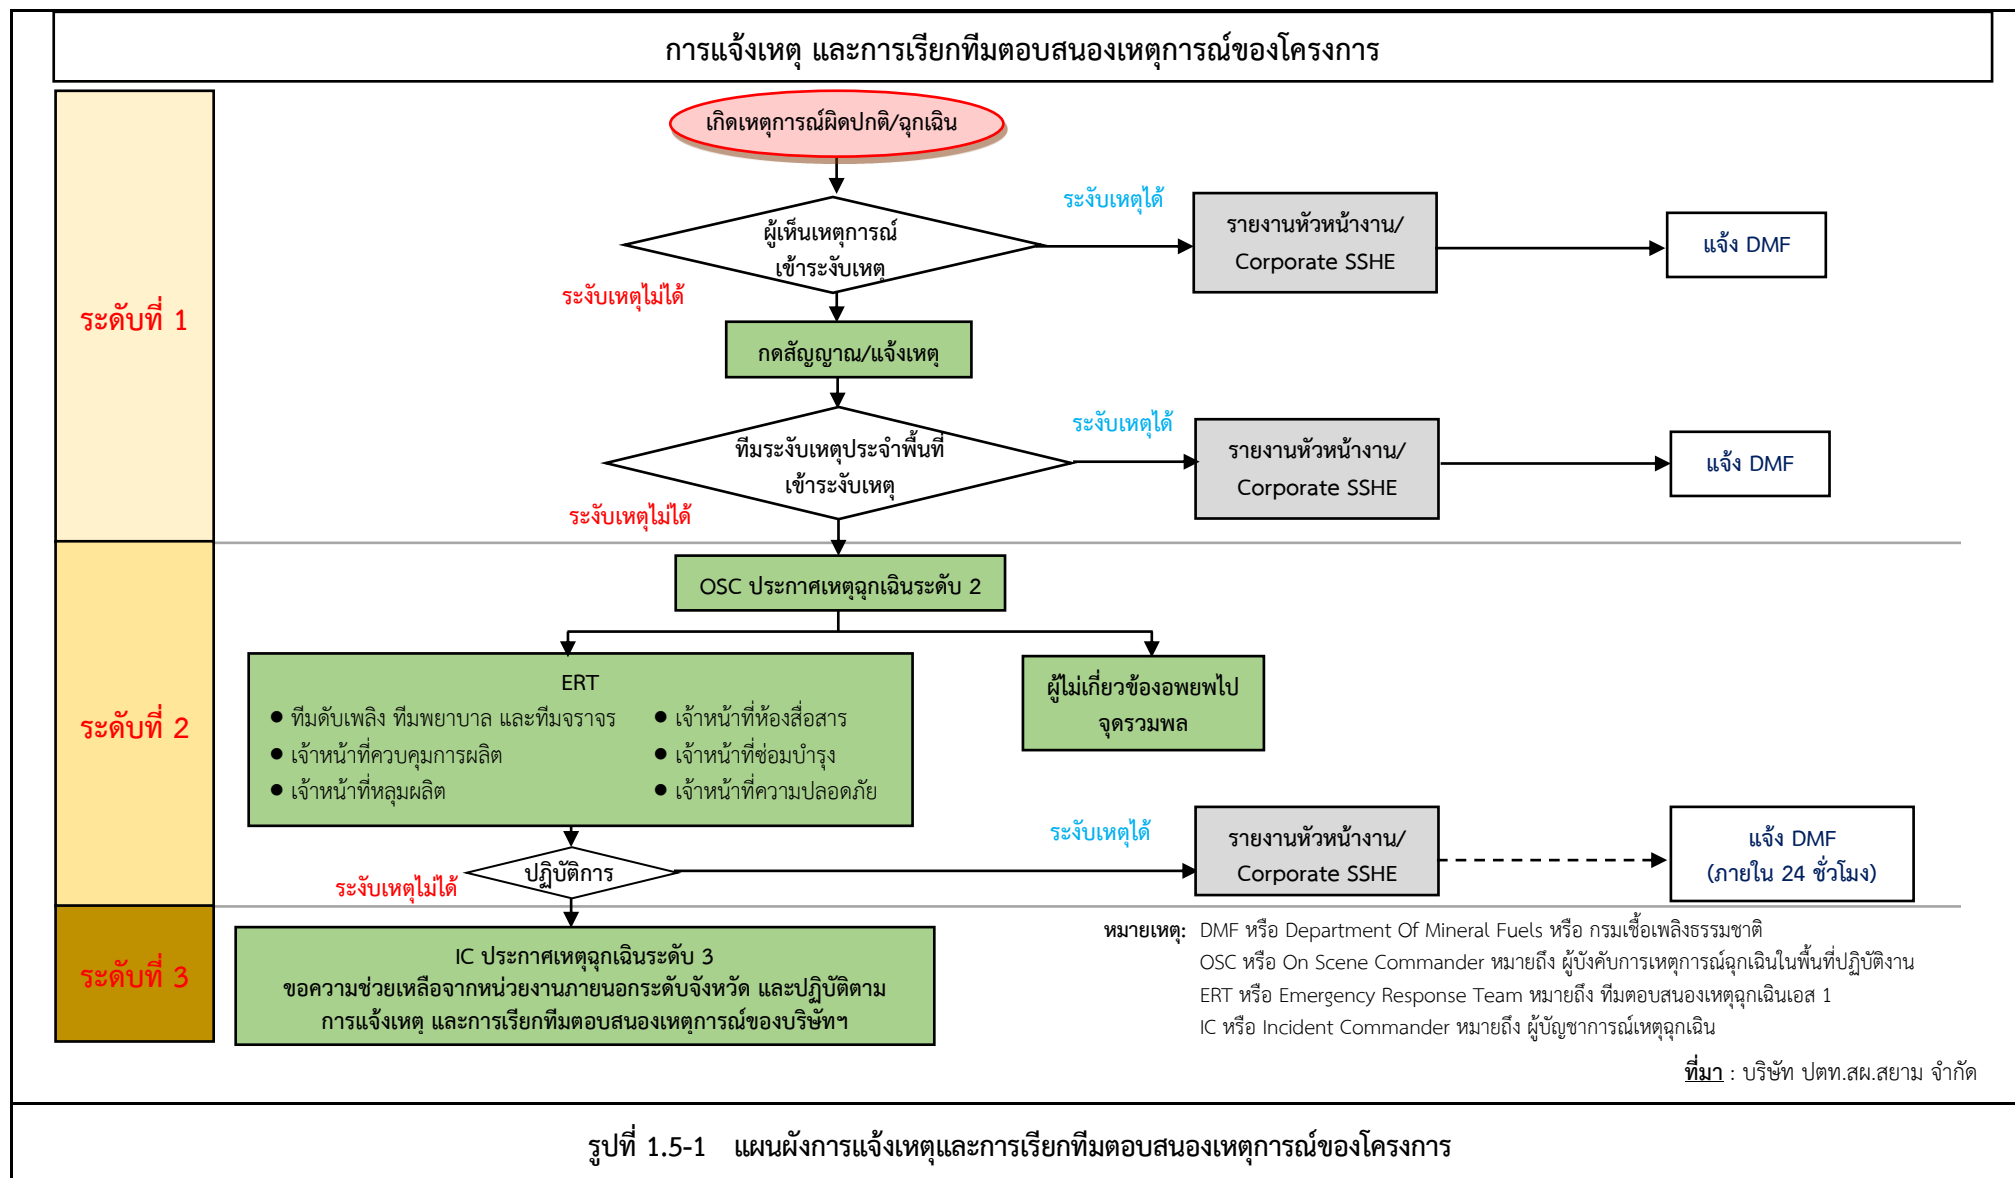 การแจ้งเหตุ และการเรียกทีมตอบสนองเหตุการณ์ของโครงการ
เกิดเหตุการณ์ผิดปกติ/ฉุกเฉิน
ระดับที่ 1
ผู้เห็นเหตุการณ์
เข้าระงับเหตุ
ระงับเหตุได้
รายงานหัวหน้างาน/
Corporate SSHE
แจ้ง DMF
ระงับเหตุไม่ได้
กดสัญญาณ/แจ้งเหตุ
ทีมระงับเหตุประจำพื้นที่
เข้าระงับเหตุ
ระงับเหตุได้
รายงานหัวหน้างาน/
Corporate SSHE
แจ้ง DMF
ระงับเหตุไม่ได้
ระดับที่ 2
OSC ประกาศเหตุฉุกเฉินระดับ 2
ERT
● ทีมดับเพลิง ทีมพยาบาล และทีมจราจร
● เจ้าหน้าที่ควบคุมการผลิต
● เจ้าหน้าที่หลุมผลิต
● เจ้าหน้าที่ห้องสื่อสาร
● เจ้าหน้าที่ซ่อมบำรุง
● เจ้าหน้าที่ความปลอดภัย
ผู้ไม่เกี่ยวข้องอพยพไป
จุดรวมพล
ปฏิบัติการ
ระงับเหตุได้
รายงานหัวหน้างาน/
Corporate SSHE
แจ้ง DMF
(ภายใน 24 ชั่วโมง)
ระงับเหตุไม่ได้
ระดับที่ 3
IC ประกาศเหตุฉุกเฉินระดับ 3
ขอความช่วยเหลือจากหน่วยงานภายนอกระดับจังหวัด และปฏิบัติตาม
การแจ้งเหตุ และการเรียกทีมตอบสนองเหตุการณ์ของบริษัทฯ
หมายเหตุ: DMF หรือ Department Of Mineral Fuels หรือ กรมเชื้อเพลิงธรรมชาติ
OSC หรือ On Scene Commander หมายถึง ผู้บังคับการเหตุการณ์ฉุกเฉินในพื้นที่ปฏิบัติงาน
ERT หรือ Emergency Response Team หมายถึง ทีมตอบสนองเหตุฉุกเฉินเอส 1
IC หรือ Incident Commander หมายถึง ผู้บัญชาการณ์เหตุฉุกเฉิน
ที่มา : บริษัท ปตท.สผ.สยาม จำกัด
รูปที่ 1.5-1 แผนผังการแจ้งเหตุและการเรียกทีมตอบสนองเหตุการณ์ของโครงการ